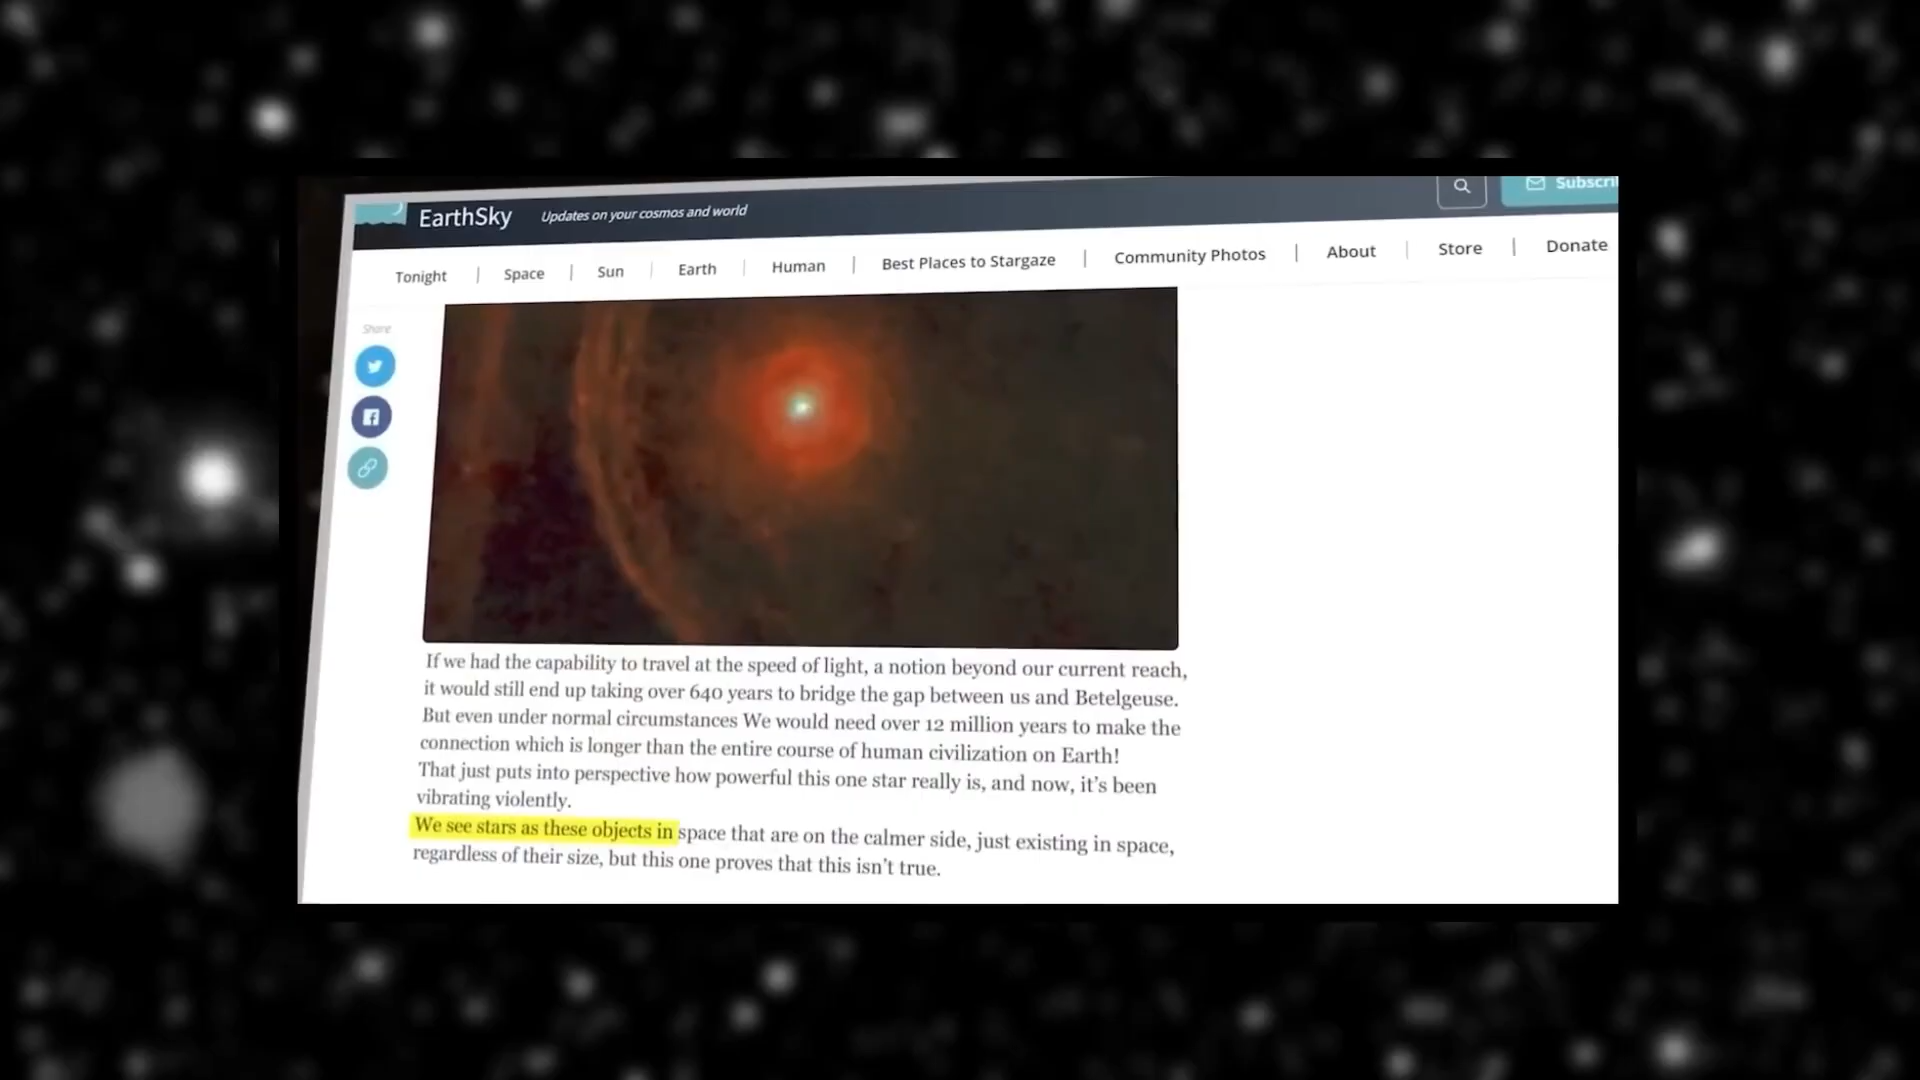 EarthSky
Updates on your cosmos and world
Tonight | Space | Sun | Earth | Human | Best Places to Stargaze | Community Photos | About | Store | Donate
Share
If we had the capability to travel at the speed of light, a notion beyond our current reach,
it would still end up taking over 640 years to bridge the gap between us and Betelgeuse.
But even under normal circumstances We would need over 12 million years to make the
connection which is longer than the entire course of human civilization on Earth!
That just puts into perspective how powerful this one star really is, and now, it's been
vibrating violently.
We see stars as these objects in space that are on the calmer side, just existing in space,
regardless of their size, but this one proves that this isn't true.